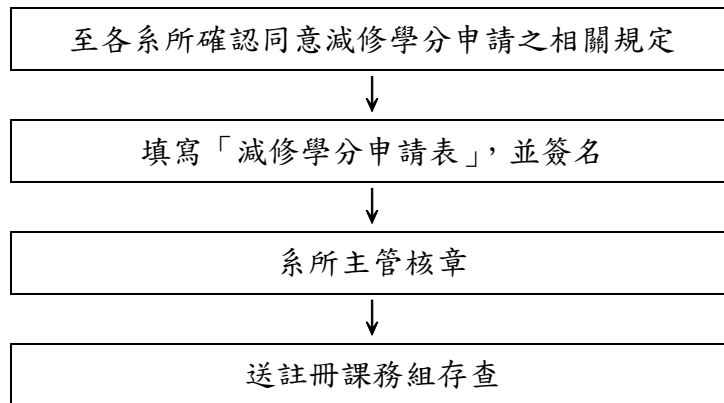 至各系所確認同意減修學分申請之相關規定
填寫「減修學分申請表」，並簽名
系所主管核章
送註冊課務組存查